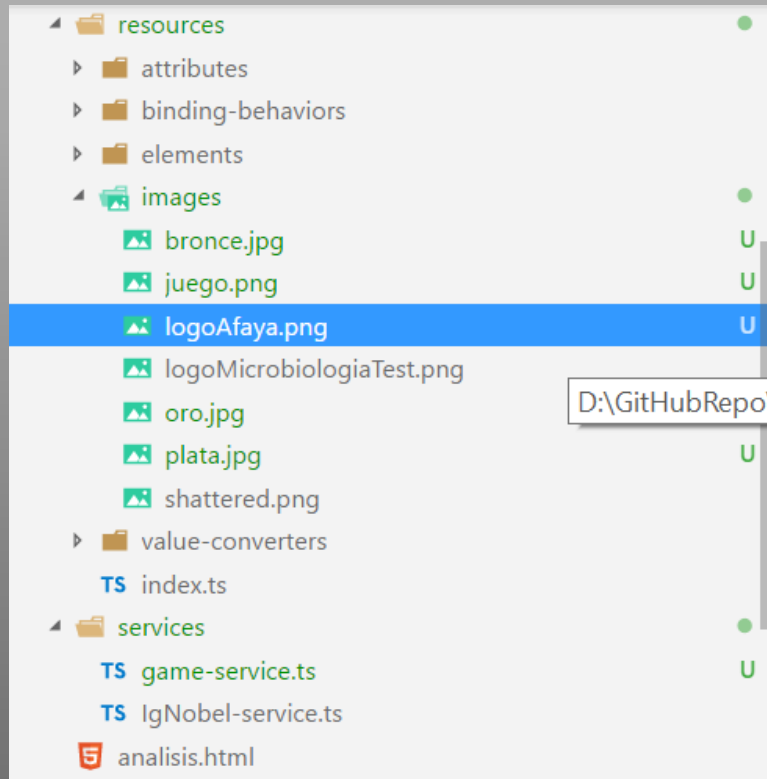 resources
attributes
binding-behaviors
elements
images
bronce.jpg U
juego.png U
logoAfaya.png U
logoMicrobiologiaTest.png
D:\GitHubRepo\
oro.jpg
plata.jpg U
shattered.png
value-converters
TS index.ts
services
TS game-service.ts U
TS IgNobel-service.ts
5 analisis.html